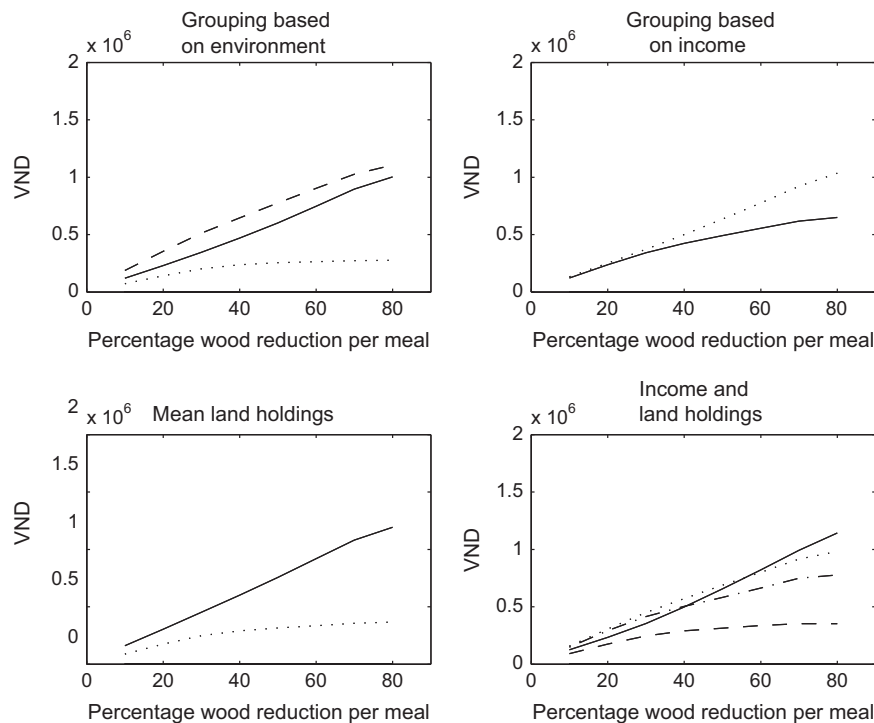 Grouping based
on environment
x 10^6
2
1.5
1
0.5
0
VND
0 20 40 60 80
Percentage wood reduction per meal
Grouping based
on income
x 10^6
2
1.5
1
0.5
0
VND
0 20 40 60 80
Percentage wood reduction per meal
Mean land holdings
2
x 10^6
1.5
1
0.5
0
VND
0 20 40 60 80
Percentage wood reduction per meal
Income and
land holdings
x 10^6
2
1.5
1
0.5
0
VND
0 20 40 60 80
Percentage wood reduction per meal